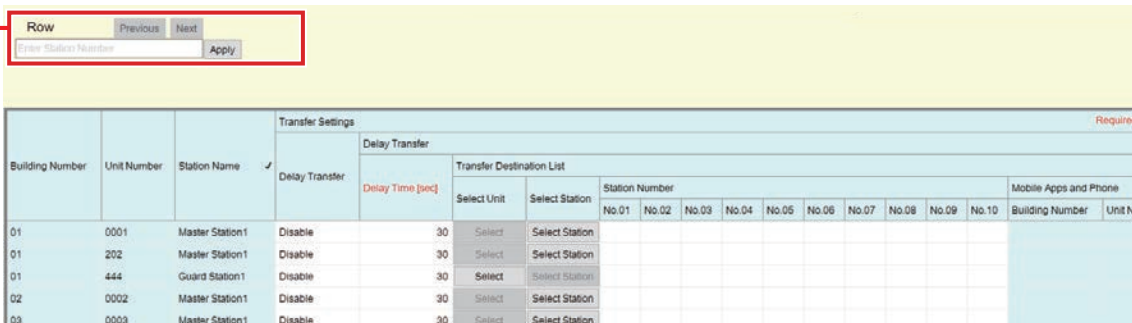 Row Previous Next
Enter Station Number Apply
Transfer Settings Require
Delay Transfer
Building Number Unit Number Station Name Delay Transfer Delay Time [sec] Transfer Destination List
Select Unit Select Station Station Number Mobile Apps and Phone
No.01 No.02 No.03 No.04 No.05 No.06 No.07 No.08 No.09 No.10 Building Number Unit N
01 0001 Master Station1 Disable 30 Select Select Station
01 202 Master Station1 Disable 30 Select Select Station
01 444 Guard Station1 Disable 30 Select Select Station
02 0002 Master Station1 Disable 30 Select Select Station
03 0003 Master Station1 Disable 30 Select Select Station